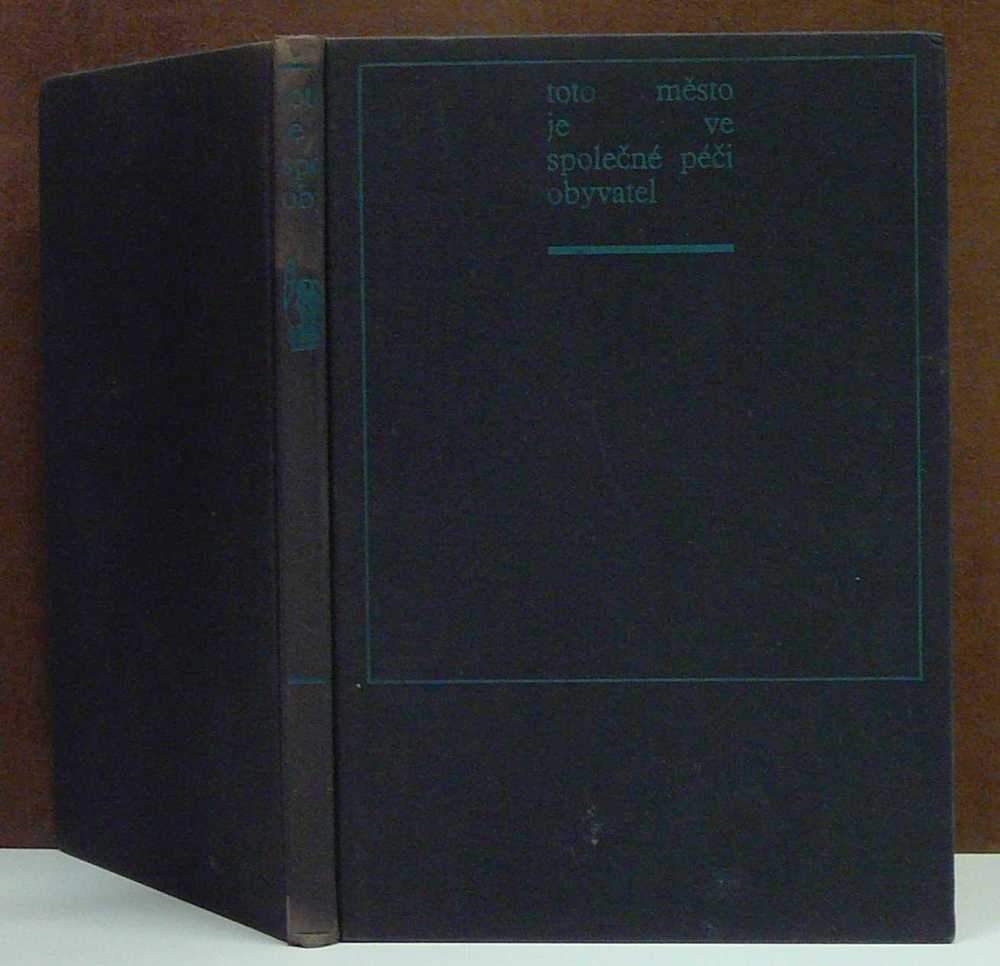 toto město
je ve
společné péči
obyvatel